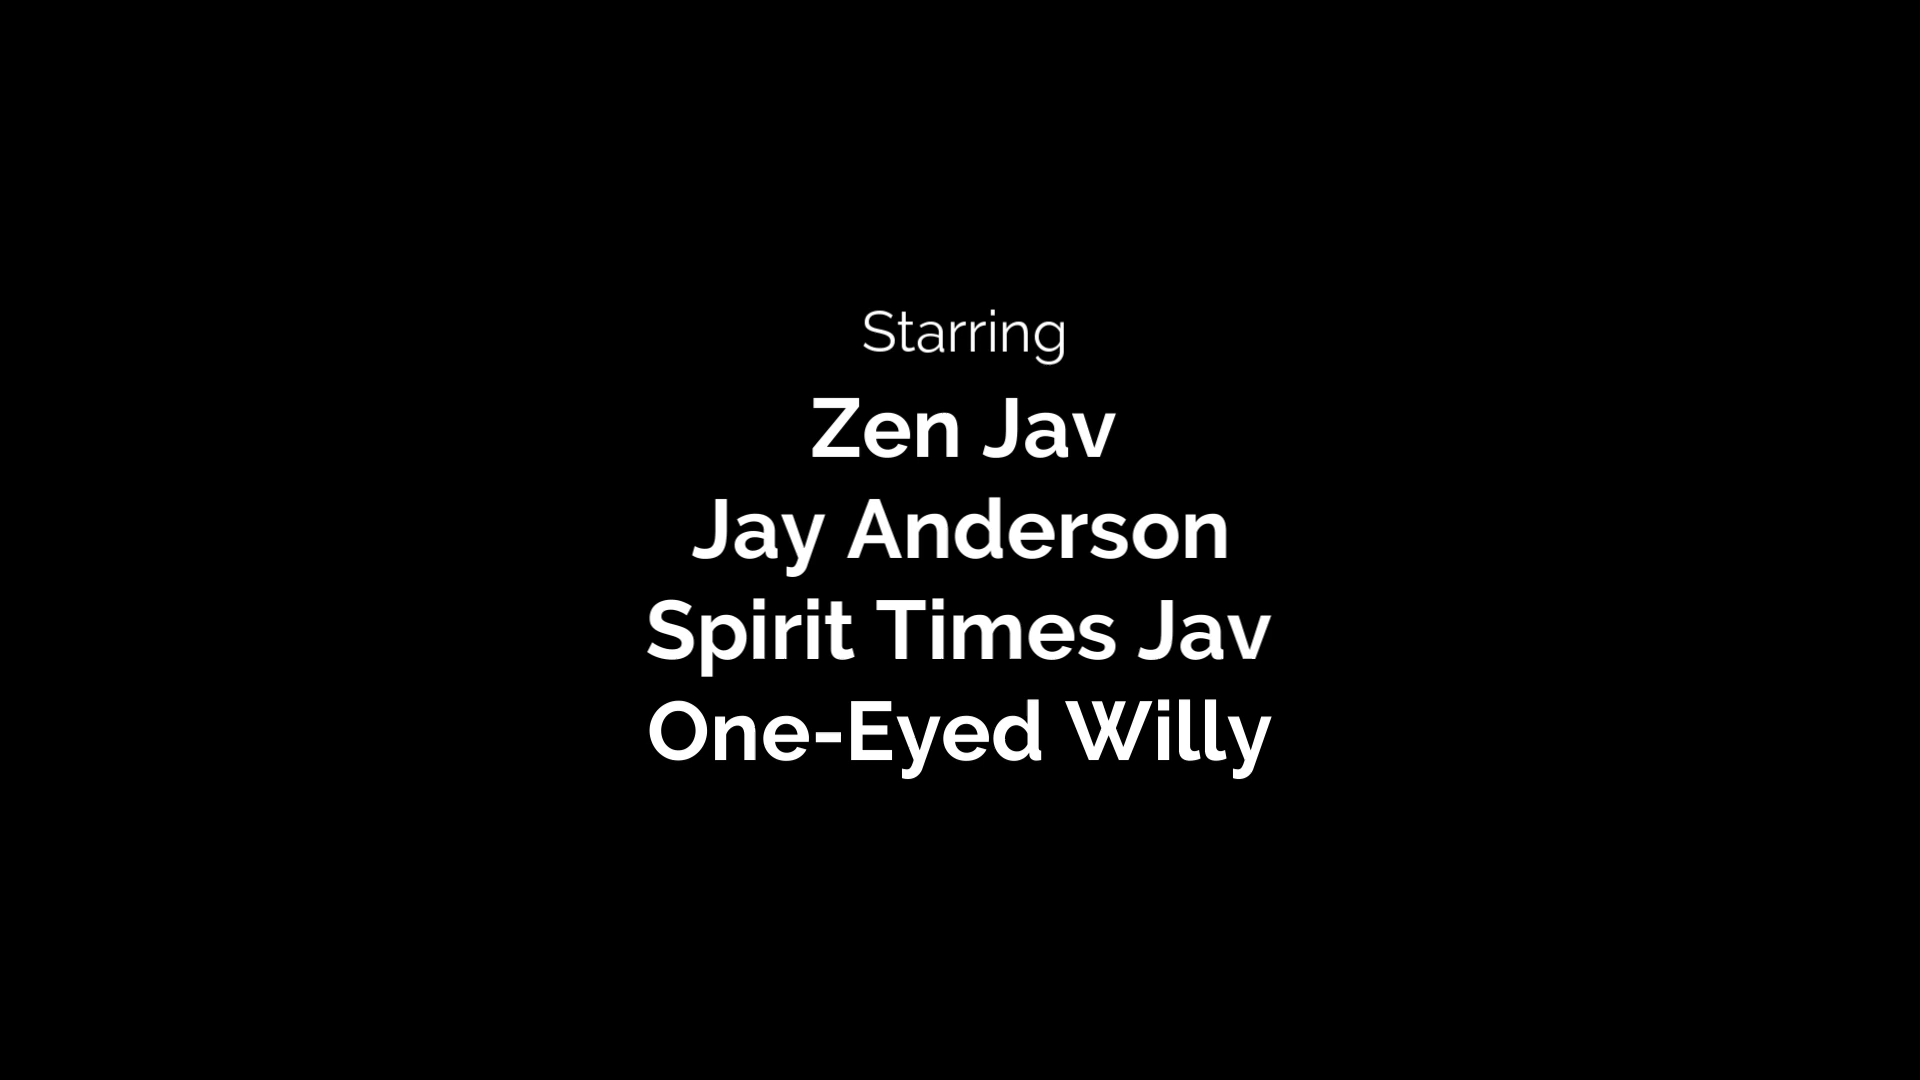 Starring
Zen Jav
Jay Anderson
Spirit Times Jav
One-Eyed Willy